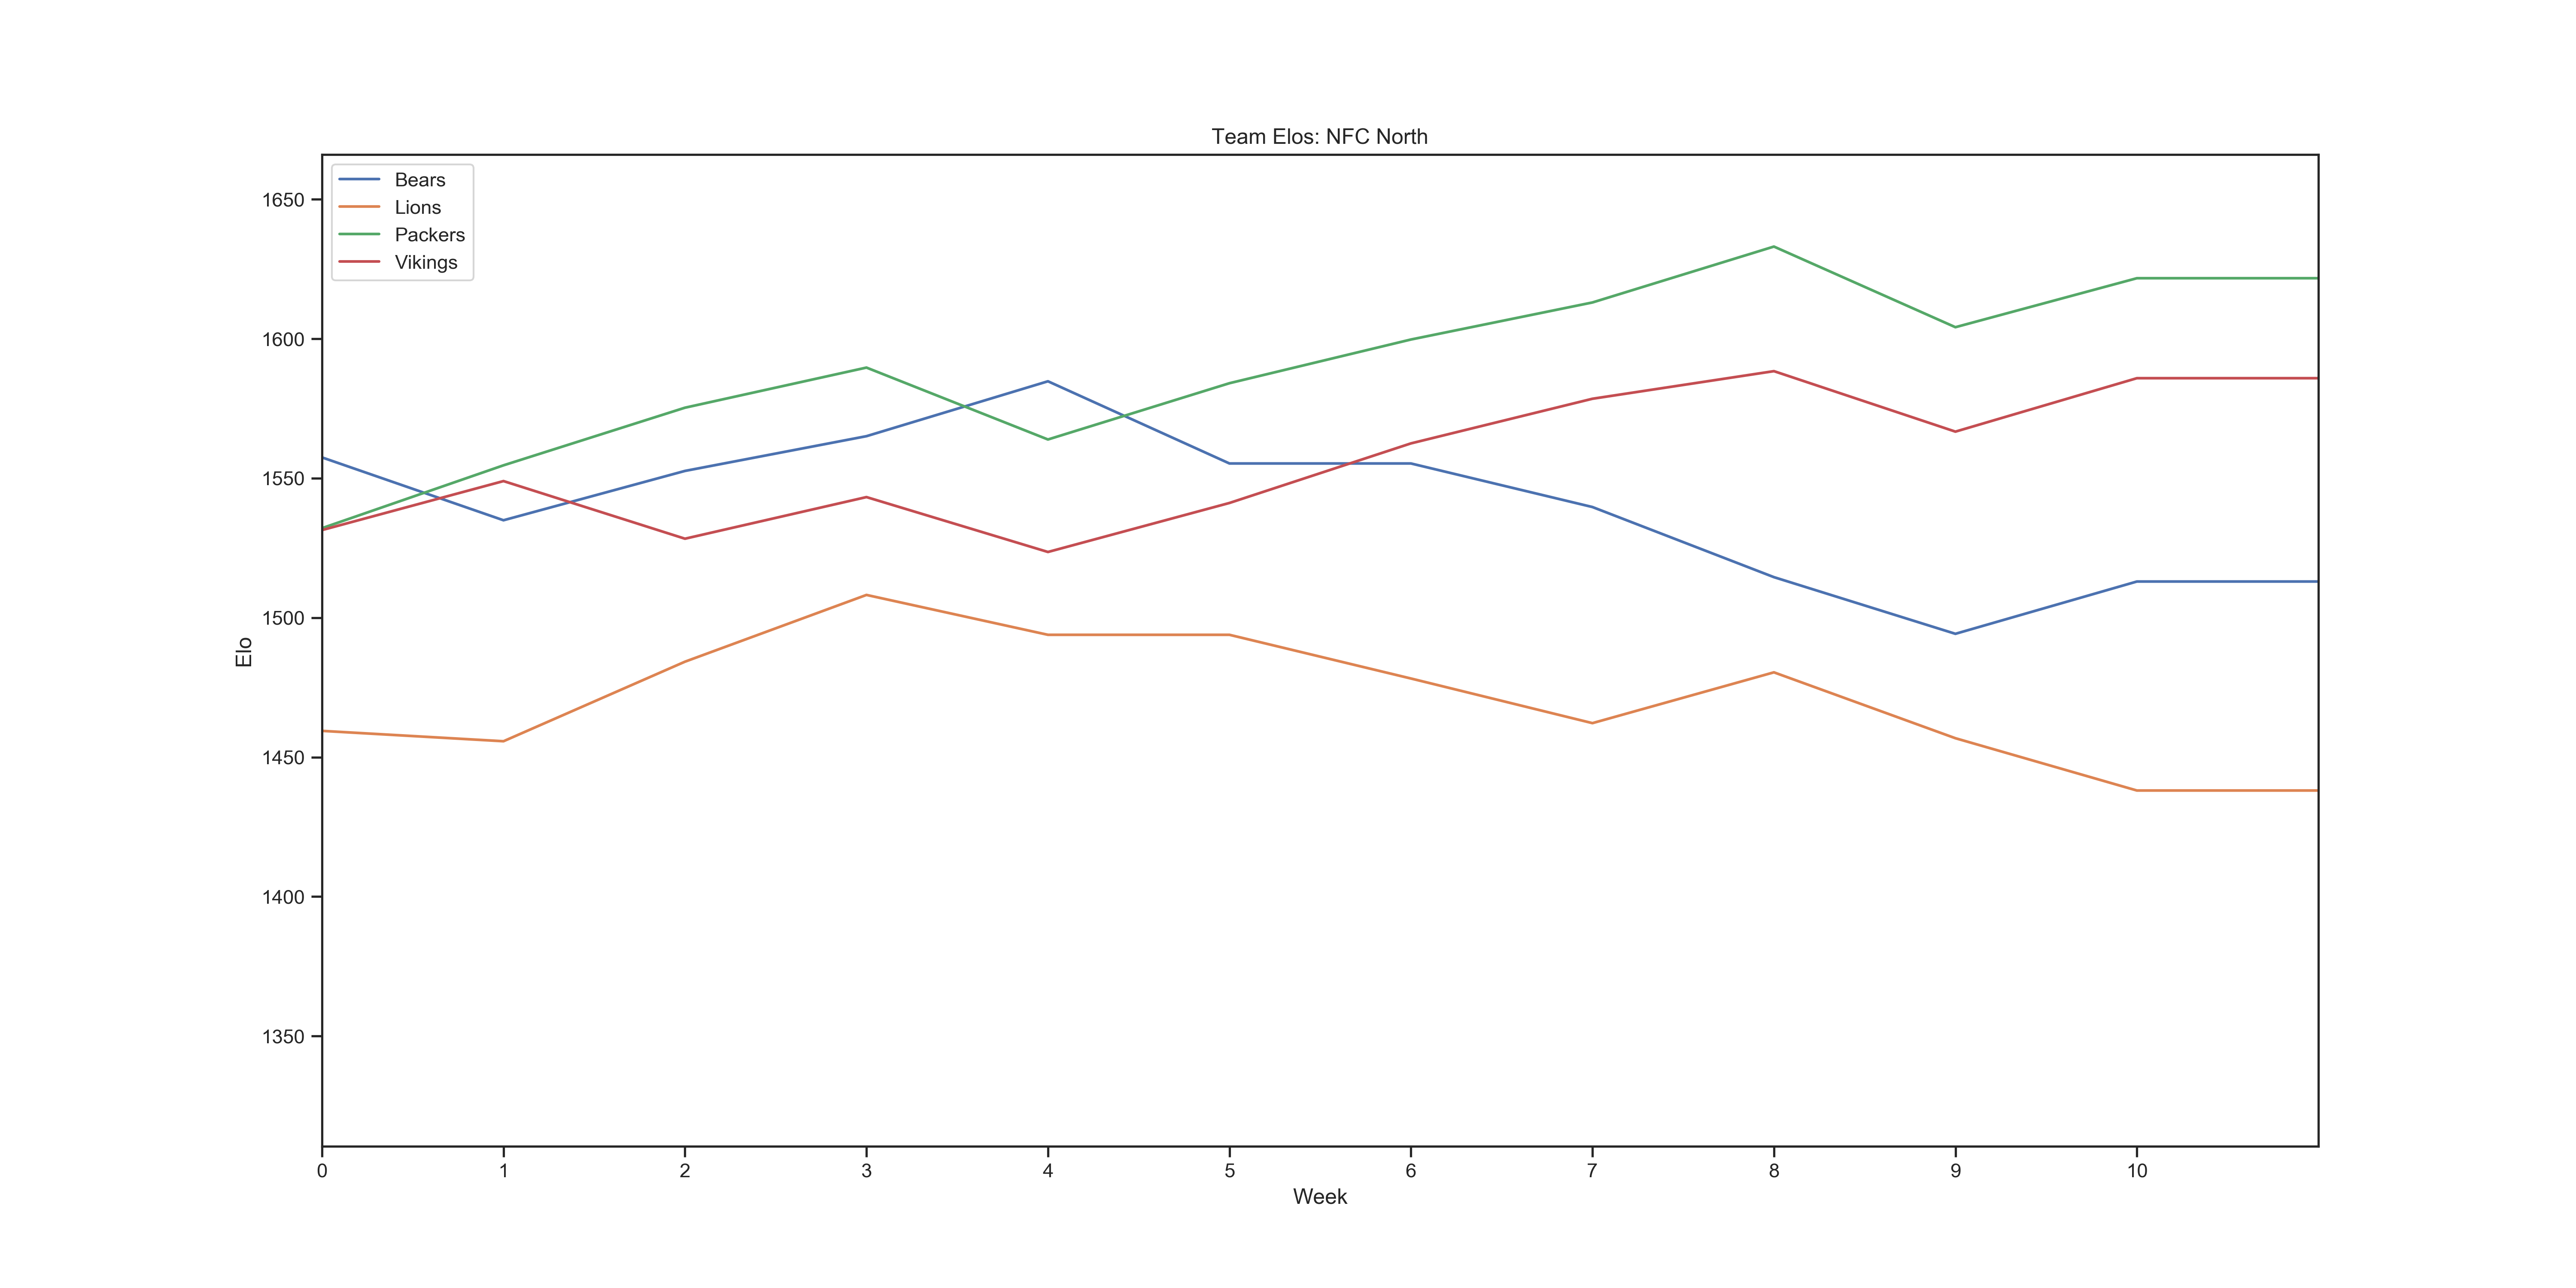 Team Elos: NFC North
Bears
Lions
Packers
Vikings
1650
1600
1550
1500
1450
1400
1350
Elo
0 1 2 3 4 5 6 7 8 9 10
Week